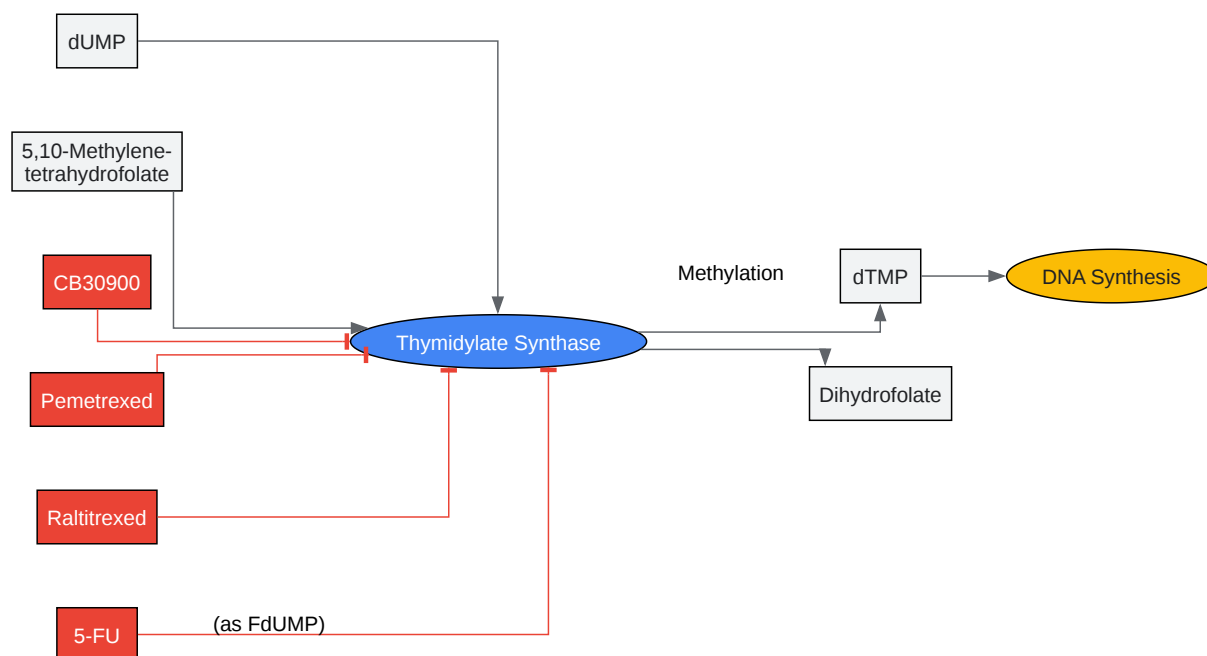 dUMP
5,10-Methylene-
tetrahydrofolate
CB30900
Methylation
dTMP
DNA Synthesis
Thymidylate Synthase
Pemetrexed
Dihydrofolate
Raltitrexed
5-FU
(as FdUMP)